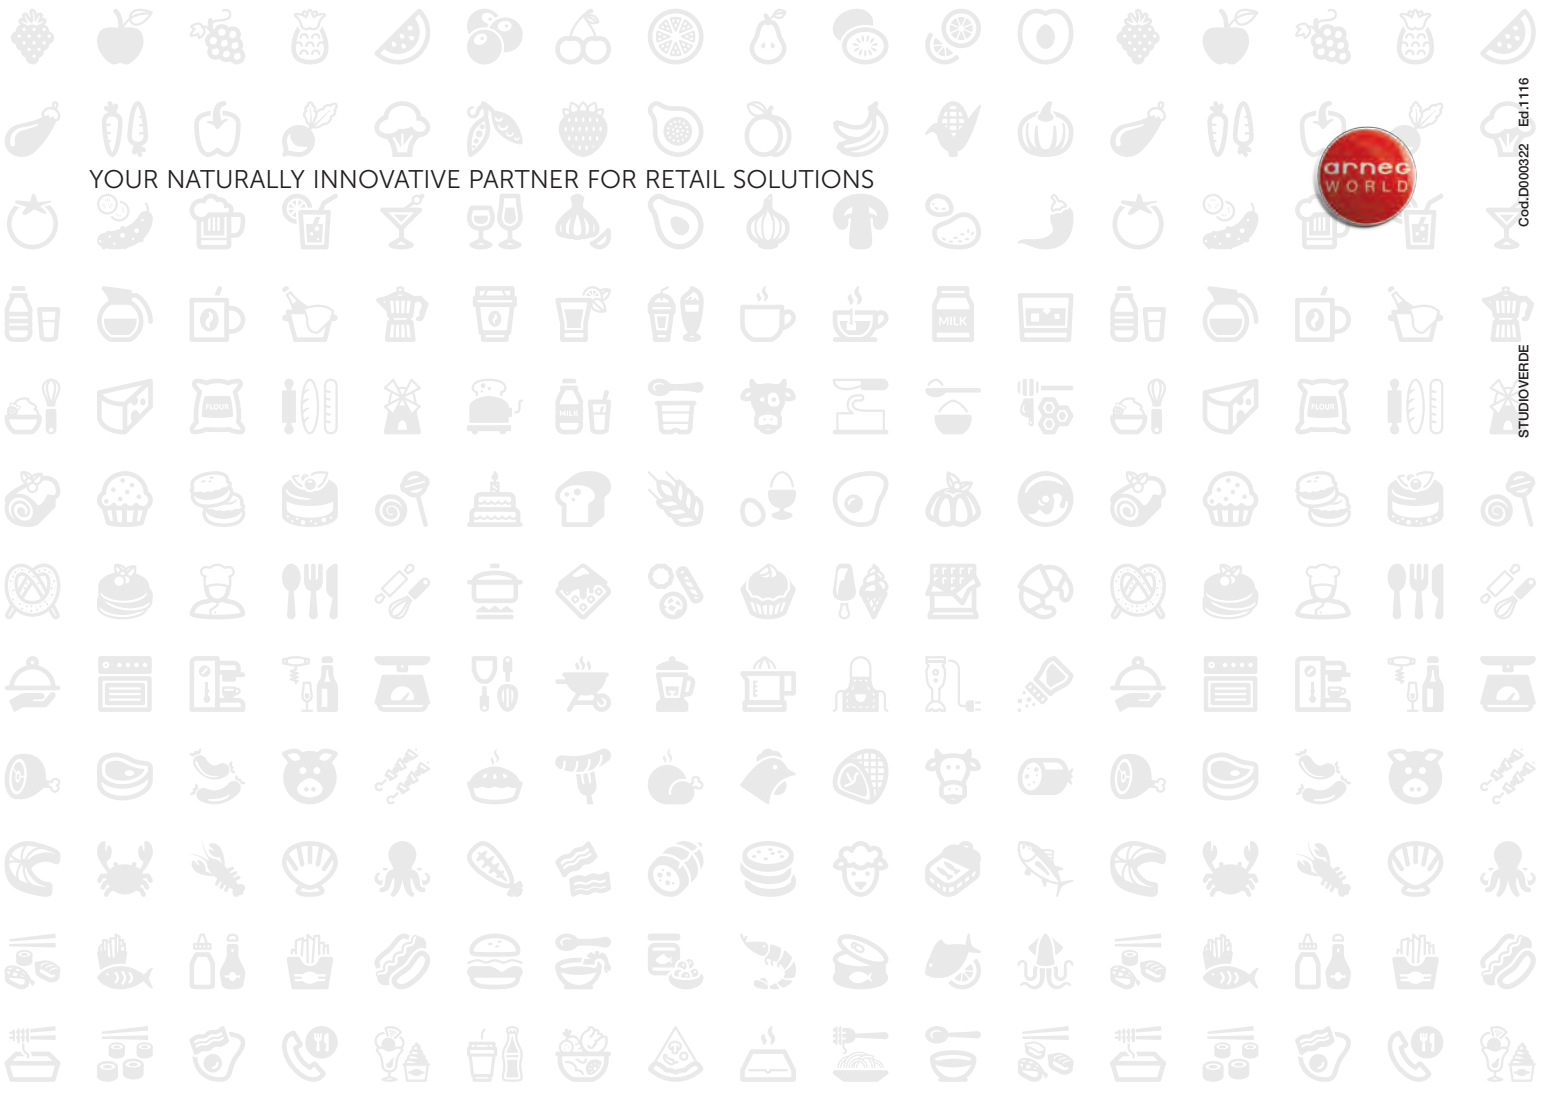 YOUR NATURALLY INNOVATIVE PARTNER FOR RETAIL SOLUTIONS
arneg
WORLD
Cod.D000322 Ed.1116
STUDIOVERDE
MILK
FLOUR
MILK
FLOUR